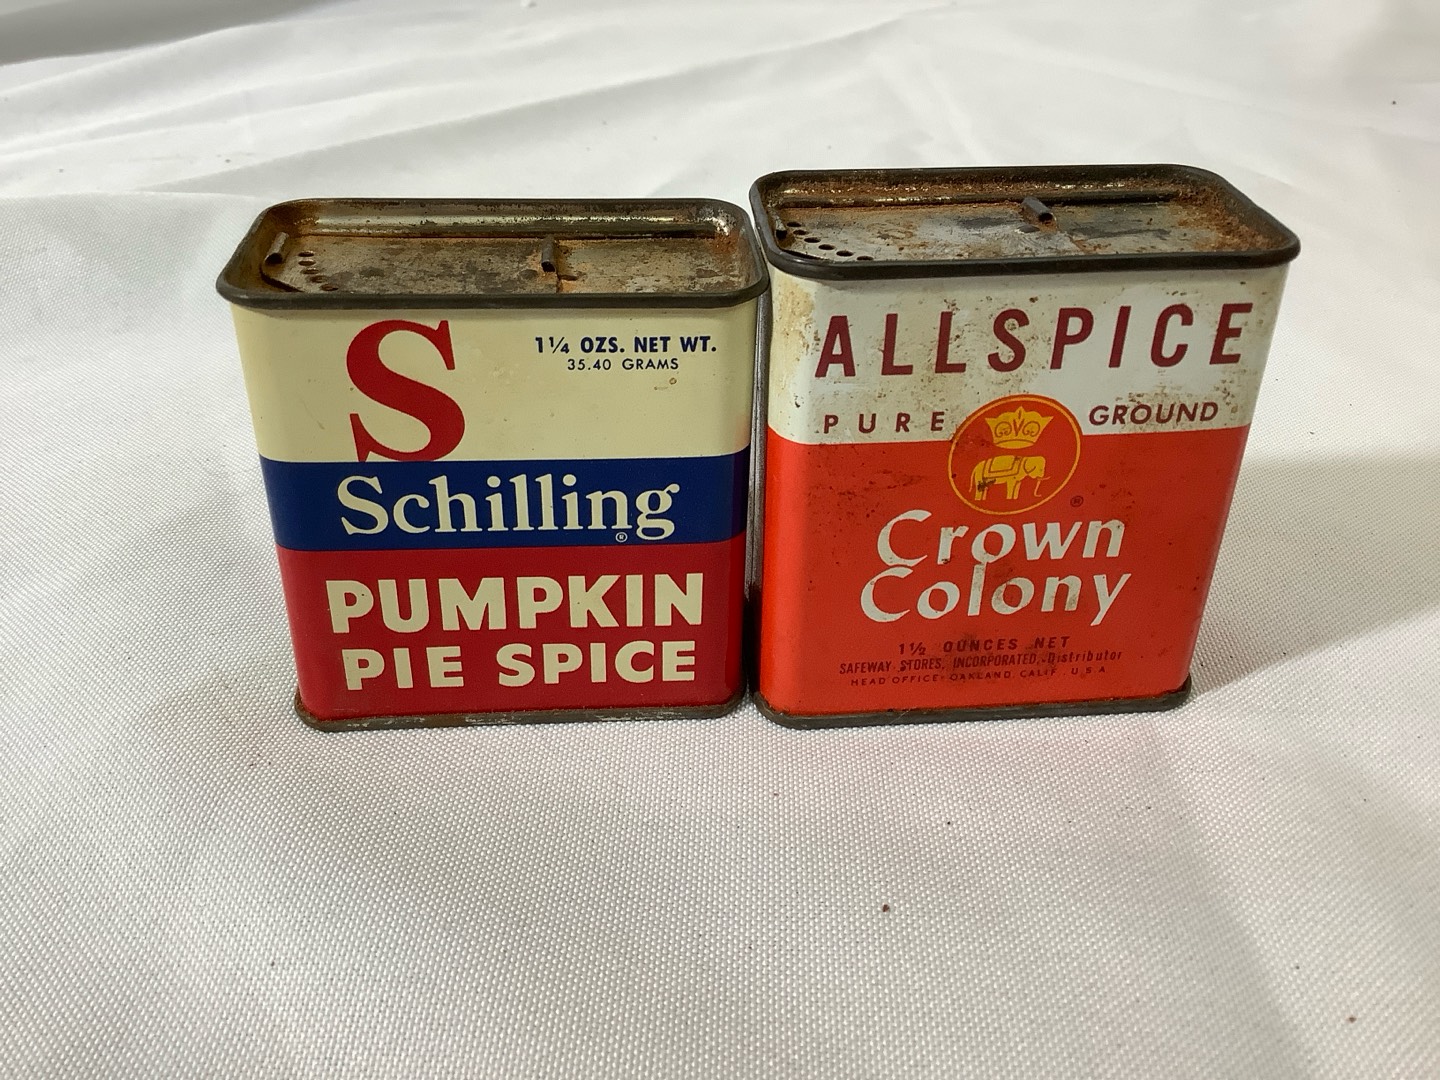 S
1¼ OZS. NET WT.
35.40 GRAMS
Schilling®
PUMPKIN
PIE SPICE
ALLSPICE
PURE GROUND
®
Crown
Colony
1½ OUNCES NET
SAFEWAY STORES, INCORPORATED, Distributor
HEAD OFFICE: OAKLAND, CALIF. U.S.A